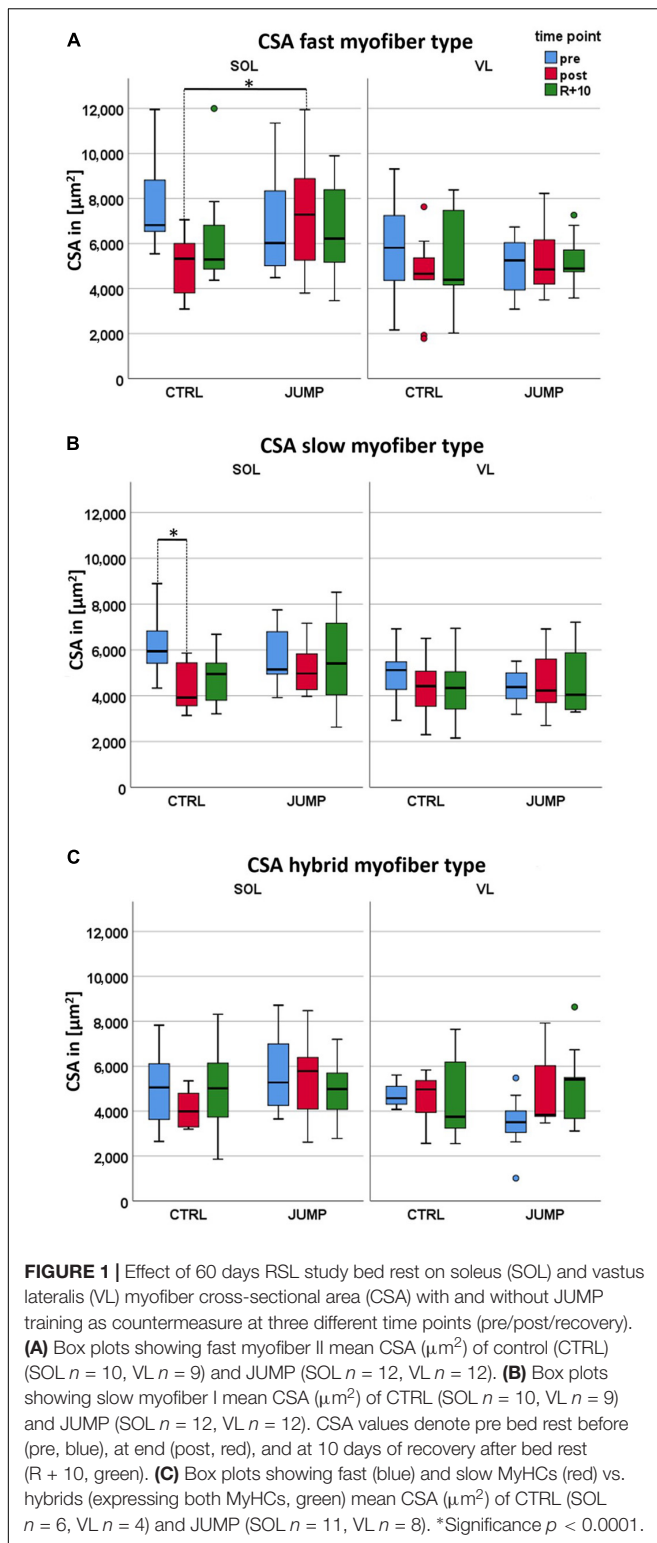 A
CSA fast myofiber type
time point
pre
post
R+10
SOL
VL
*
12,000
10,000
8,000
6,000
4,000
2,000
0
CSA in [µm²]
CTRL
JUMP
CTRL
JUMP
B
CSA slow myofiber type
SOL
VL
*
12,000
10,000
8,000
6,000
4,000
2,000
0
CSA in [µm²]
CTRL
JUMP
CTRL
JUMP
C
CSA hybrid myofiber type
SOL
VL
12,000
10,000
8,000
6,000
4,000
2,000
0
CSA in [µm²]
CTRL
JUMP
CTRL
JUMP
FIGURE 1 | Effect of 60 days RSL study bed rest on soleus (SOL) and vastus
lateralis (VL) myofiber cross-sectional area (CSA) with and without JUMP
training as countermeasure at three different time points (pre/post/recovery).
(A) Box plots showing fast myofiber II mean CSA (µm²) of control (CTRL)
(SOL n = 10, VL n = 9) and JUMP (SOL n = 12, VL n = 12). (B) Box plots
showing slow myofiber I mean CSA (µm²) of CTRL (SOL n = 10, VL n = 9)
and JUMP (SOL n = 12, VL n = 12). CSA values denote pre bed rest before
(pre, blue), at end (post, red), and at 10 days of recovery after bed rest
(R + 10, green). (C) Box plots showing fast (blue) and slow MyHCs (red) vs.
hybrids (expressing both MyHCs, green) mean CSA (µm²) of CTRL (SOL
n = 6, VL n = 4) and JUMP (SOL n = 11, VL n = 8). *Significance p < 0.0001.